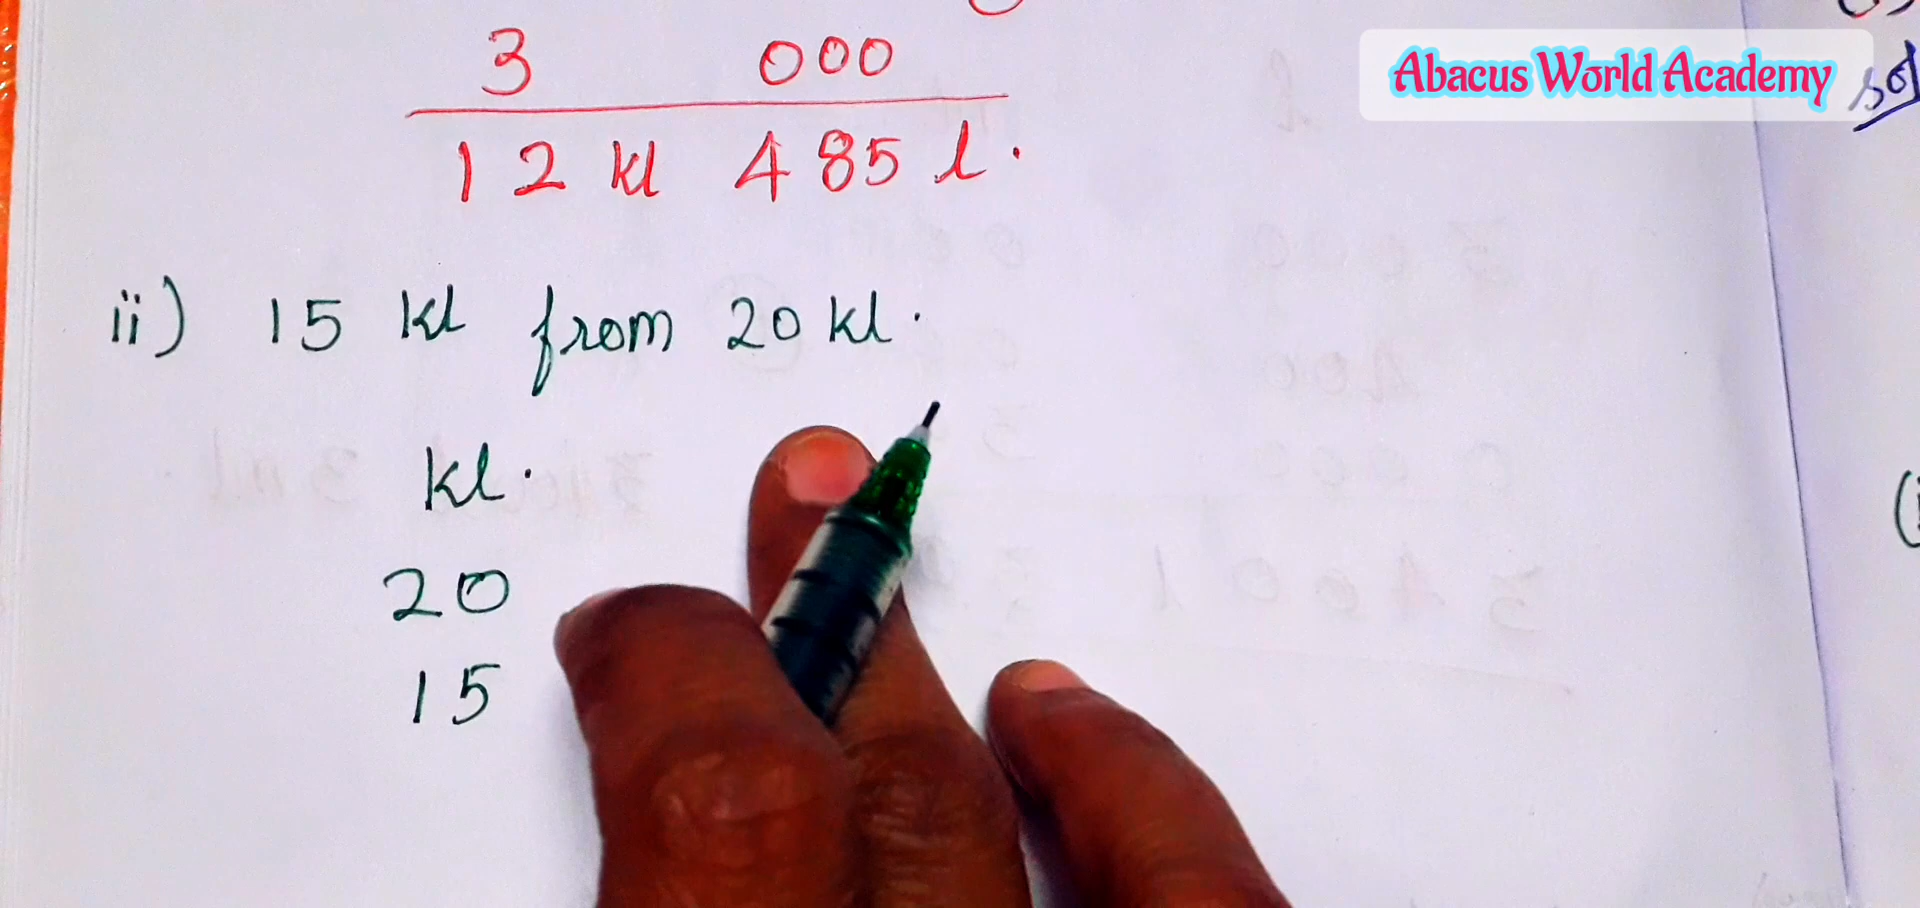 3 000
Abacus World Academy
12 kl 485 l.
ii) 15 kl from 20 kl.
kl.
20
15